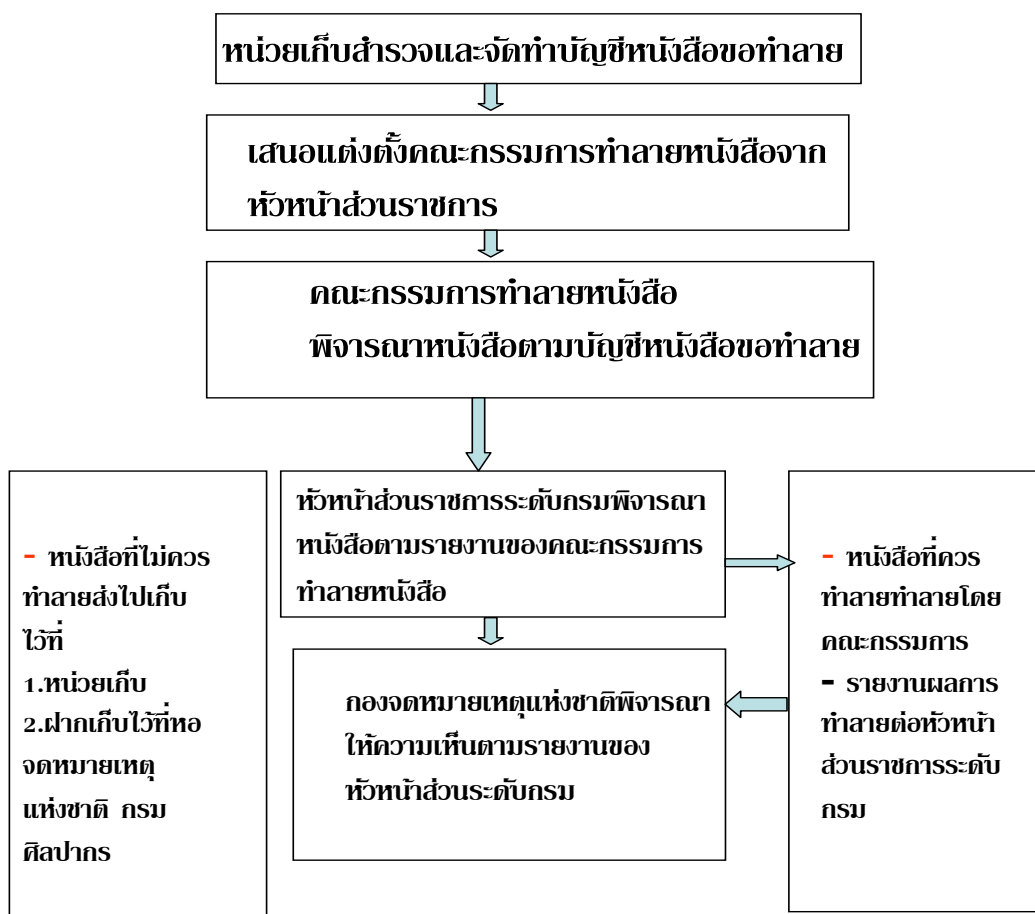 หน่วยเก็บสำรวจและจัดทำบัญชีหนังสือขอทำลาย
เสนอแต่งตั้งคณะกรรมการทำลายหนังสือจาก
หัวหน้าส่วนราชการ
คณะกรรมการทำลายหนังสือ
พิจารณาหนังสือตามบัญชีหนังสือขอทำลาย
- หนังสือที่ไม่ควร
ทำลายส่งไปเก็บ
ไว้ที่
1.หน่วยเก็บ
2.ฝากเก็บไว้ที่หอ
จดหมายเหตุ
แห่งชาติ กรม
ศิลปากร
หัวหน้าส่วนราชการระดับกรมพิจารณา
หนังสือตามรายงานของคณะกรรมการ
ทำลายหนังสือ
กองจดหมายเหตุแห่งชาติพิจารณา
ให้ความเห็นตามรายงานของ
หัวหน้าส่วนระดับกรม
- หนังสือที่ควร
ทำลายทำลายโดย
คณะกรรมการ
- รายงานผลการ
ทำลายต่อหัวหน้า
ส่วนราชการระดับ
กรม